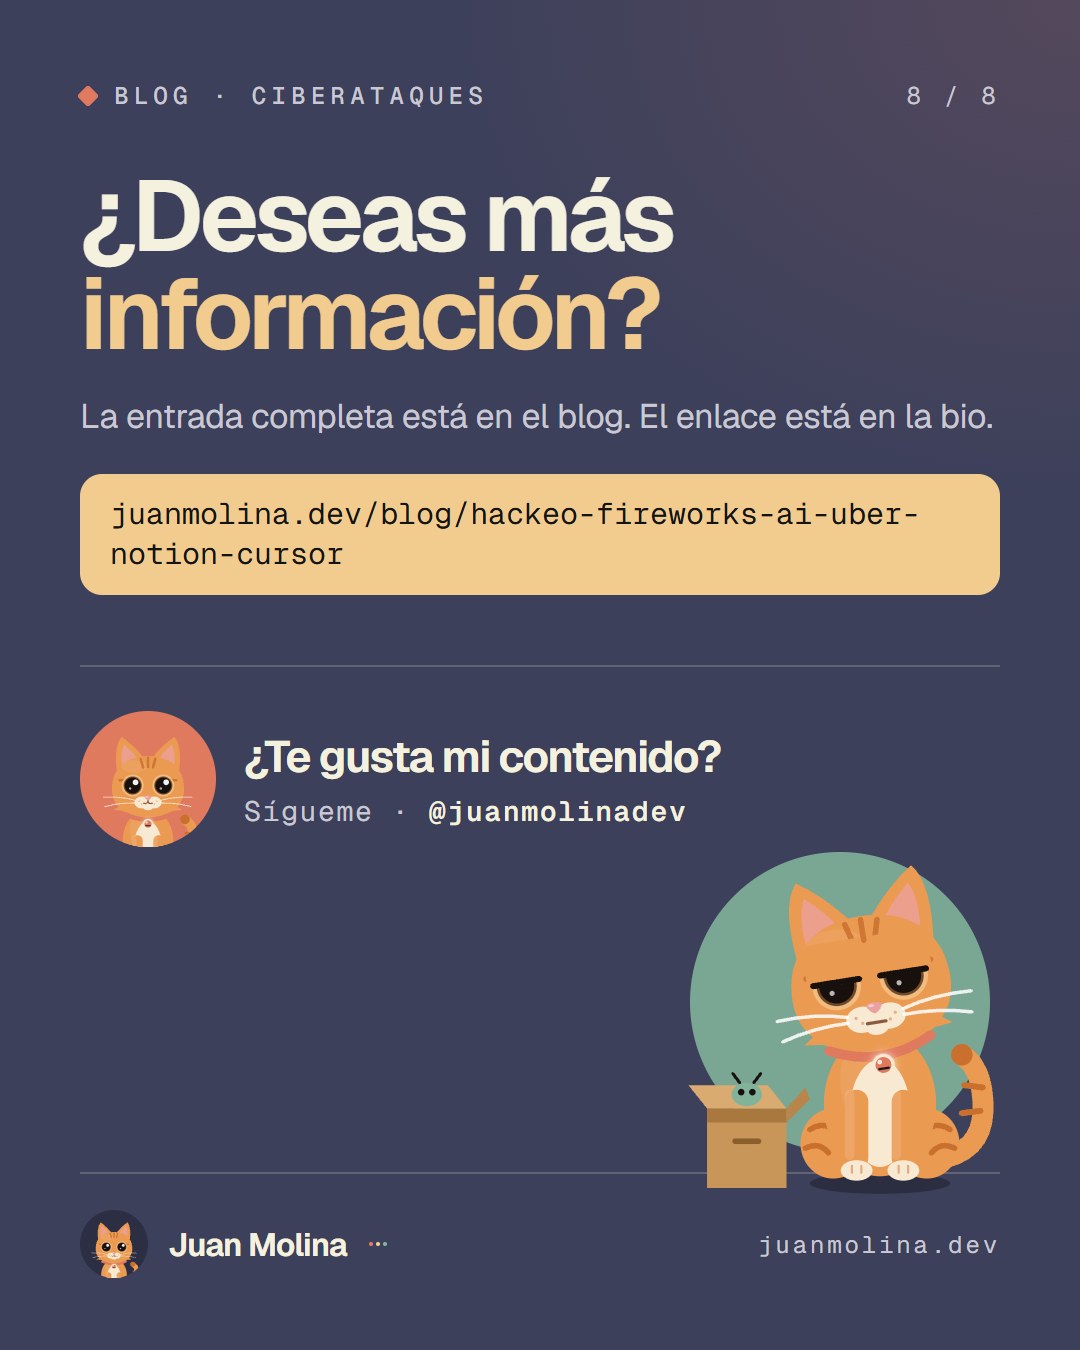 BLOG · CIBERATAQUES
8 / 8
¿Deseas más
información?
La entrada completa está en el blog. El enlace está en la bio.
juanmolina.dev/blog/hackeo-fireworks-ai-uber-
notion-cursor
¿Te gusta mi contenido?
Sígueme · @juanmolinadev
Juan Molina
juanmolina.dev